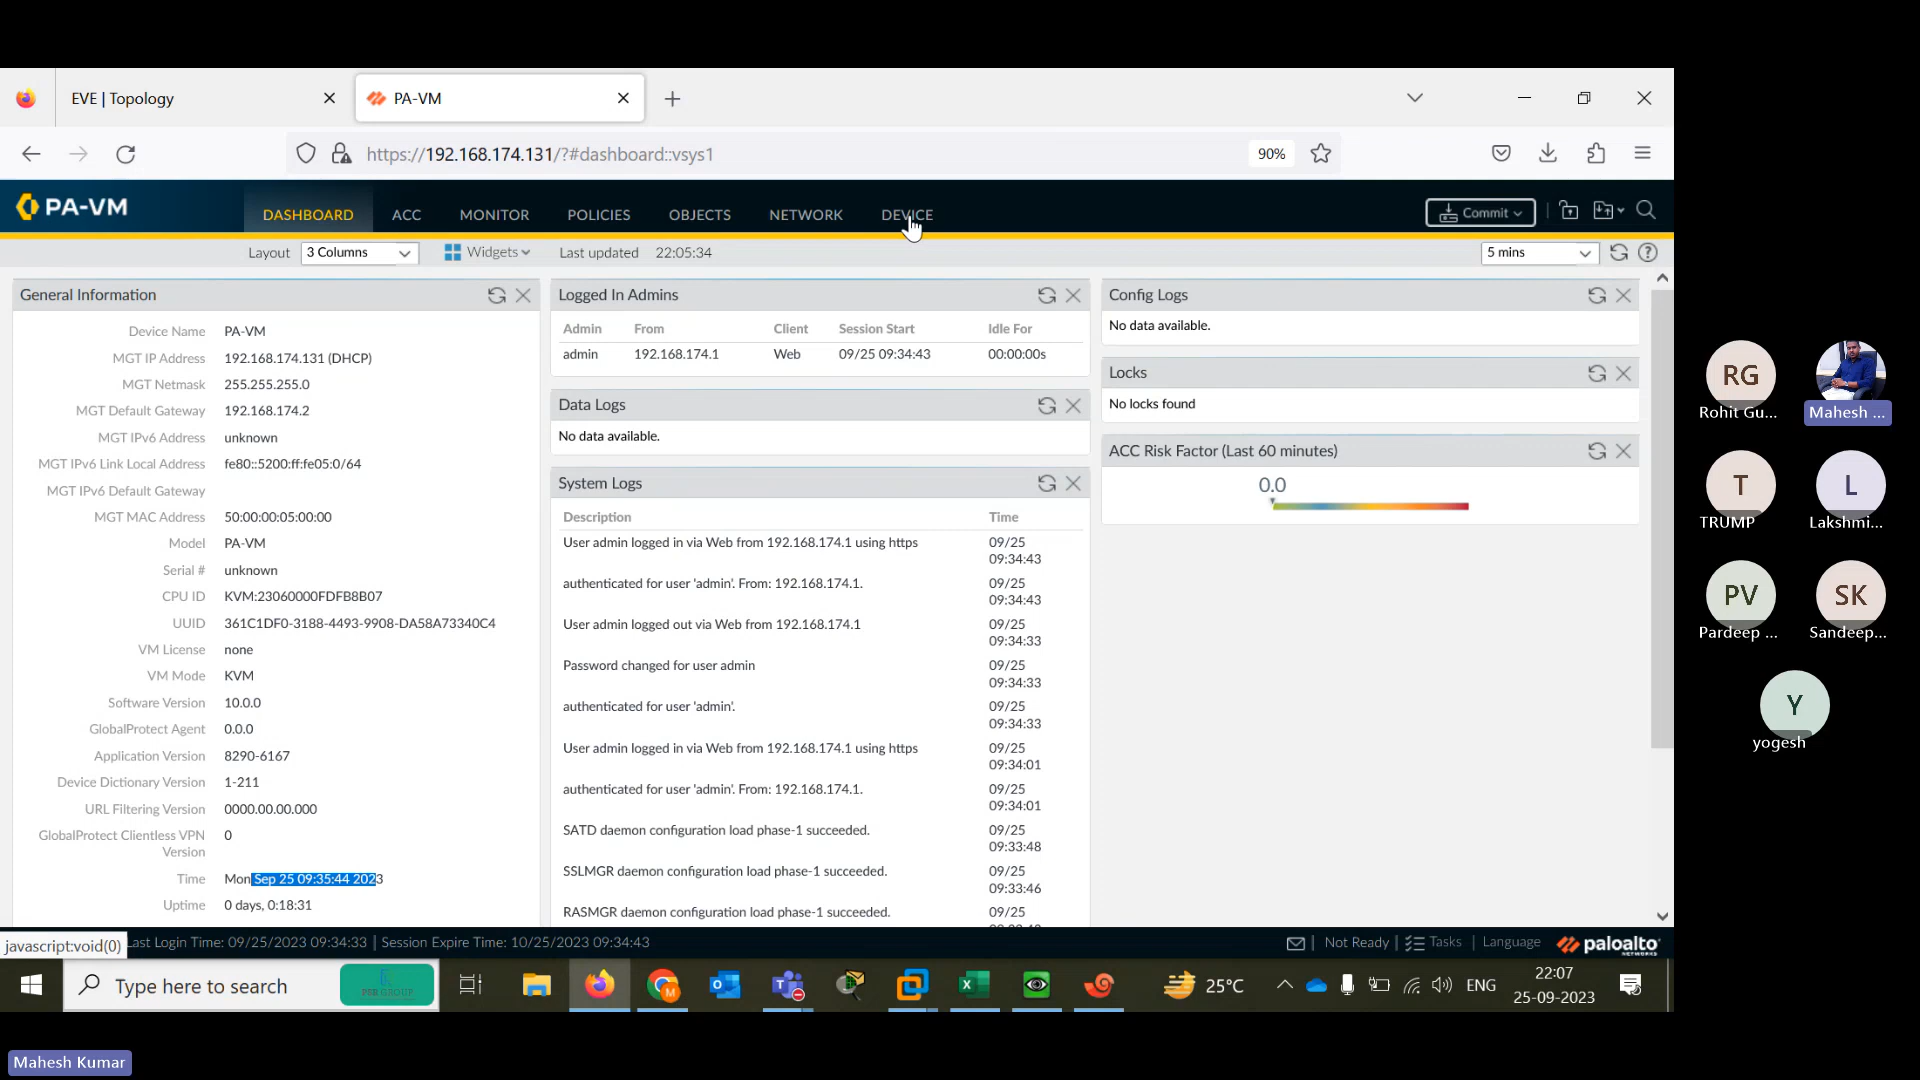 EVE | Topology
PA-VM
https://192.168.174.131/?#dashboard::vsys1
90%
PA-VM
DASHBOARD
ACC
MONITOR
POLICIES
OBJECTS
NETWORK
DEVICE
Commit
Layout
3 Columns
Widgets
Last updated 22:05:34
5 mins
General Information
Device Name PA-VM
MGT IP Address 192.168.174.131 (DHCP)
MGT Netmask 255.255.255.0
MGT Default Gateway 192.168.174.2
MGT IPv6 Address unknown
MGT IPv6 Link Local Address fe80::5200:ff:fe05:0/64
MGT IPv6 Default Gateway
MGT MAC Address 50:00:00:05:00:00
Model PA-VM
Serial # unknown
CPU ID KVM:23060000FDFB8B07
UUID 361C1DF0-3188-4493-9908-DA58A73340C4
VM License none
VM Mode KVM
Software Version 10.0.0
GlobalProtect Agent 0.0.0
Application Version 8290-6167
Device Dictionary Version 1-211
URL Filtering Version 0000.00.00.000
GlobalProtect Clientless VPN 0
Version
Time Mon Sep 25 09:35:44 2023
Uptime 0 days, 0:18:31
Logged In Admins
Admin From Client Session Start Idle For
admin 192.168.174.1 Web 09/25 09:34:43 00:00:00s
Data Logs
No data available.
System Logs
Description Time
User admin logged in via Web from 192.168.174.1 using https 09/25
09:34:43
authenticated for user 'admin'. From: 192.168.174.1. 09/25
09:34:43
User admin logged out via Web from 192.168.174.1 09/25
09:34:33
Password changed for user admin 09/25
09:34:33
authenticated for user 'admin'. 09/25
09:34:33
User admin logged in via Web from 192.168.174.1 using https 09/25
09:34:01
authenticated for user 'admin'. From: 192.168.174.1. 09/25
09:34:01
SATD daemon configuration load phase-1 succeeded. 09/25
09:33:48
SSLMGR daemon configuration load phase-1 succeeded. 09/25
09:33:46
RASMGR daemon configuration load phase-1 succeeded. 09/25
Config Logs
No data available.
Locks
No locks found
ACC Risk Factor (Last 60 minutes)
0.0
javascript:void(0)
Last Login Time: 09/25/2023 09:34:33 | Session Expire Time: 10/25/2023 09:34:43
Not Ready
Tasks
Language
paloalto
NETWORKS
Type here to search
PSR GROUP
25°C
ENG
22:07
25-09-2023
RG
Rohit Gu...
Mahesh ...
T
TRUMP
L
Lakshmi...
PV
Pardeep ...
SK
Sandeep...
Y
yogesh
Mahesh Kumar